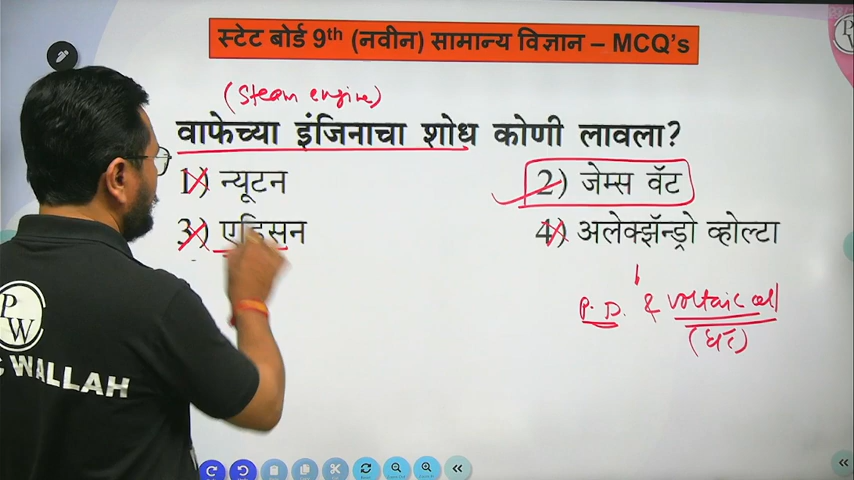 स्टेट बोर्ड 9th (नवीन) सामान्य विज्ञान – MCQ's
(Steam engine)
वाफेच्या इंजिनाचा शोध कोणी लावला?
1) न्यूटन
2) जेम्स वॅट
3) एडिसन
4) अलेक्झॅन्ड्रो व्होल्टा
P.D. & Voltaic cell
(घट)
PW
WALLAH
PW